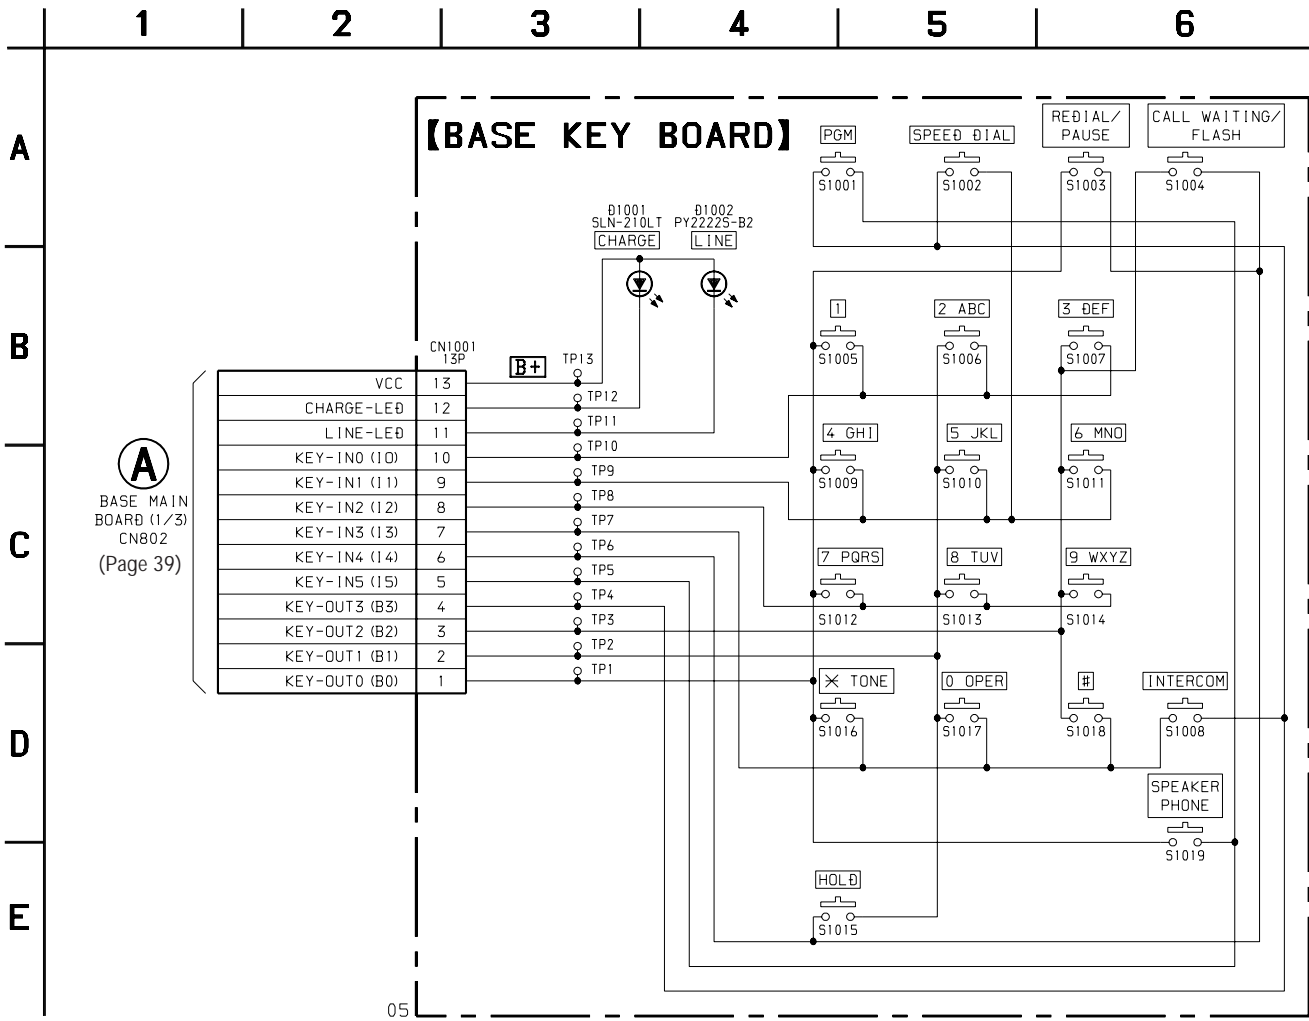 1 2 3 4 5 6
A
B
C
D
E
【BASE KEY BOARD】
PGM
S1001
SPEED DIAL
S1002
REDIAL/
PAUSE
S1003
CALL WAITING/
FLASH
S1004
D1001
SLN-210LT
CHARGE
D1002
PY2222S-B2
LINE
1
S1005
2 ABC
S1006
3 DEF
S1007
CN1001
13P
B+
VCC 13 TP13
CHARGE-LED 12 TP12
LINE-LED 11 TP11
KEY-IN0 (I0) 10 TP10
KEY-IN1 (I1) 9 TP9
KEY-IN2 (I2) 8 TP8
KEY-IN3 (I3) 7 TP7
KEY-IN4 (I4) 6 TP6
KEY-IN5 (I5) 5 TP5
KEY-OUT3 (B3) 4 TP4
KEY-OUT2 (B2) 3 TP3
KEY-OUT1 (B1) 2 TP2
KEY-OUT0 (B0) 1 TP1
A
BASE MAIN
BOARD (1/3)
CN802
(Page 39)
4 GHI
S1009
5 JKL
S1010
6 MNO
S1011
7 PQRS
S1012
8 TUV
S1013
9 WXYZ
S1014
✕ TONE
S1016
0 OPER
S1017
#
S1018
INTERCOM
S1008
SPEAKER
PHONE
S1019
HOLD
S1015
05